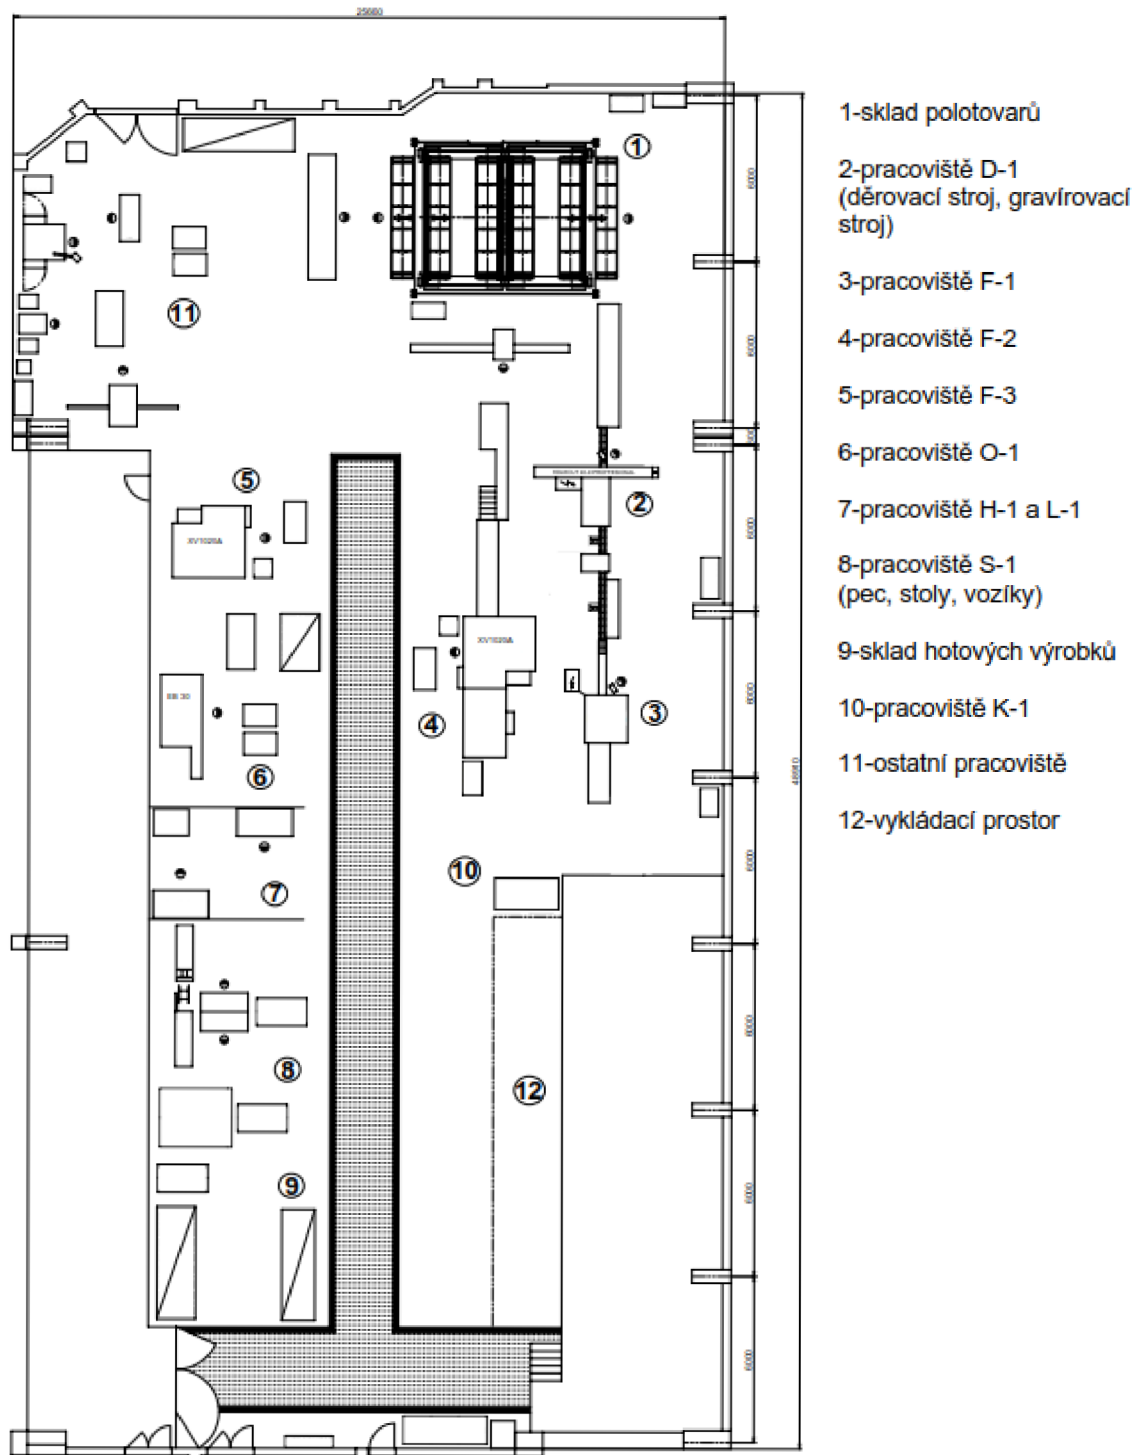 25680
1-sklad polotovarů
1
2-pracoviště D-1
(děrovací stroj, gravírovací
stroj)
6000
3-pracoviště F-1
11
4-pracoviště F-2
6000
5-pracoviště F-3
6-pracoviště O-1
5
2
7-pracoviště H-1 a L-1
6000
XV1020A
8-pracoviště S-1
(pec, stoly, vozíky)
XV1020A
9-sklad hotových výrobků
6000
10-pracoviště K-1
3
4
11-ostatní pracoviště
6
12-vykládací prostor
6000
10
7
6000
8
12
6000
9
6000